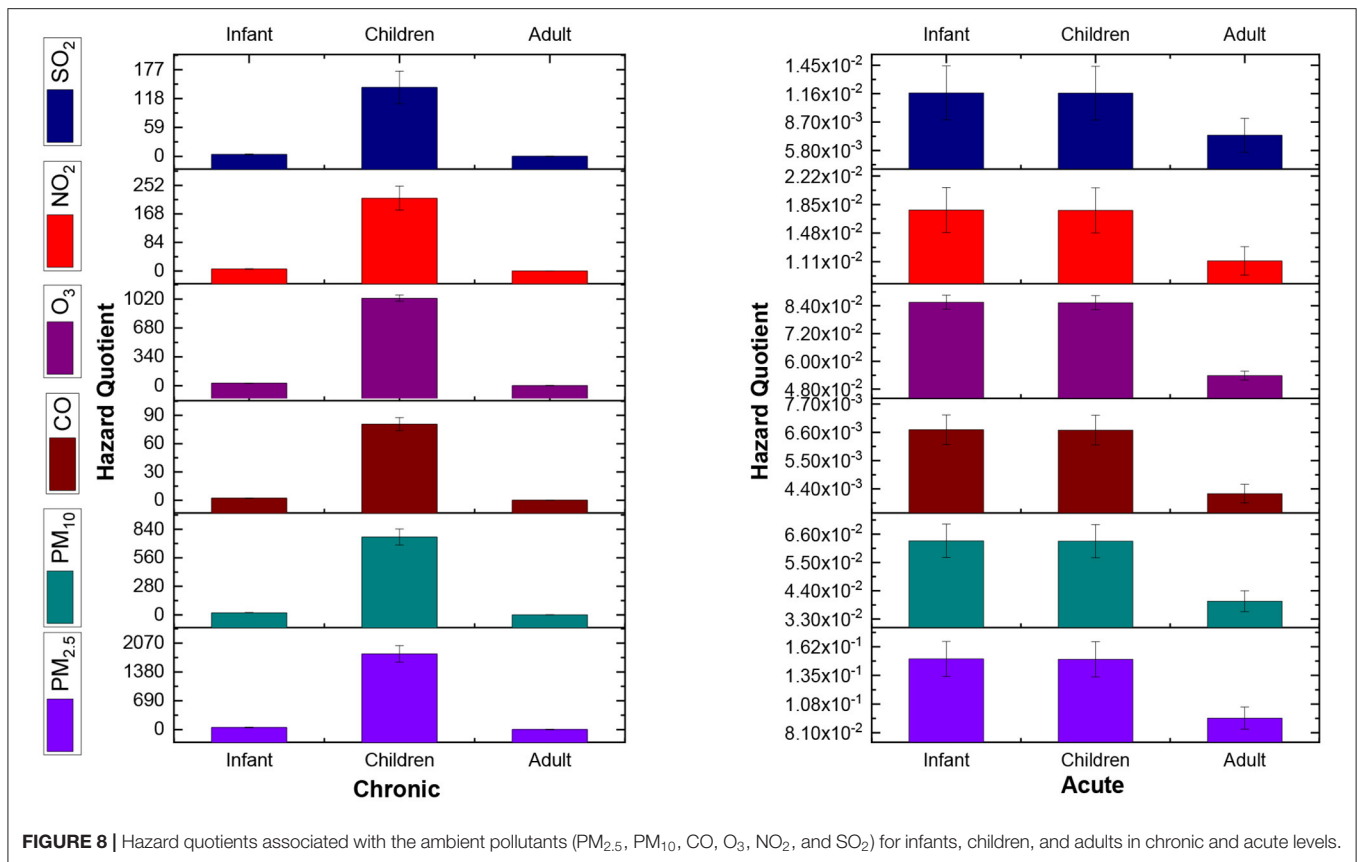 Infant Children Adult
Infant Children Adult
SO2
177
118
59
0
1.45x10-2
1.16x10-2
8.70x10-3
5.80x10-3
NO2
252
168
84
0
2.22x10-2
1.85x10-2
1.48x10-2
1.11x10-2
O3
1020
680
340
0
8.40x10-2
7.20x10-2
6.00x10-2
4.80x10-2
Hazard Quotient
Hazard Quotient
CO
90
60
30
0
7.70x10-3
6.60x10-3
5.50x10-3
4.40x10-3
PM10
840
560
280
0
6.60x10-2
5.50x10-2
4.40x10-2
3.30x10-2
PM2.5
2070
1380
690
0
1.62x10-1
1.35x10-1
1.08x10-1
8.10x10-2
Infant Children Adult
Chronic
Infant Children Adult
Acute
FIGURE 8 | Hazard quotients associated with the ambient pollutants (PM2.5, PM10, CO, O3, NO2, and SO2) for infants, children, and adults in chronic and acute levels.